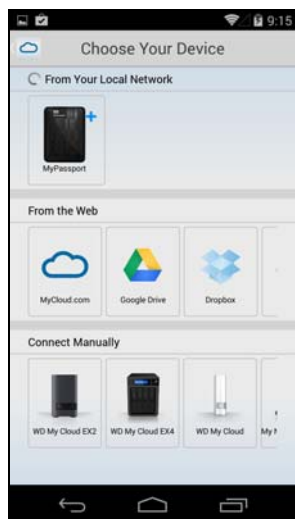 9:15
Choose Your Device
From Your Local Network
MyPassport
From the Web
MyCloud.com
Google Drive
Dropbox
Connect Manually
WD My Cloud EX2
WD My Cloud EX4
WD My Cloud